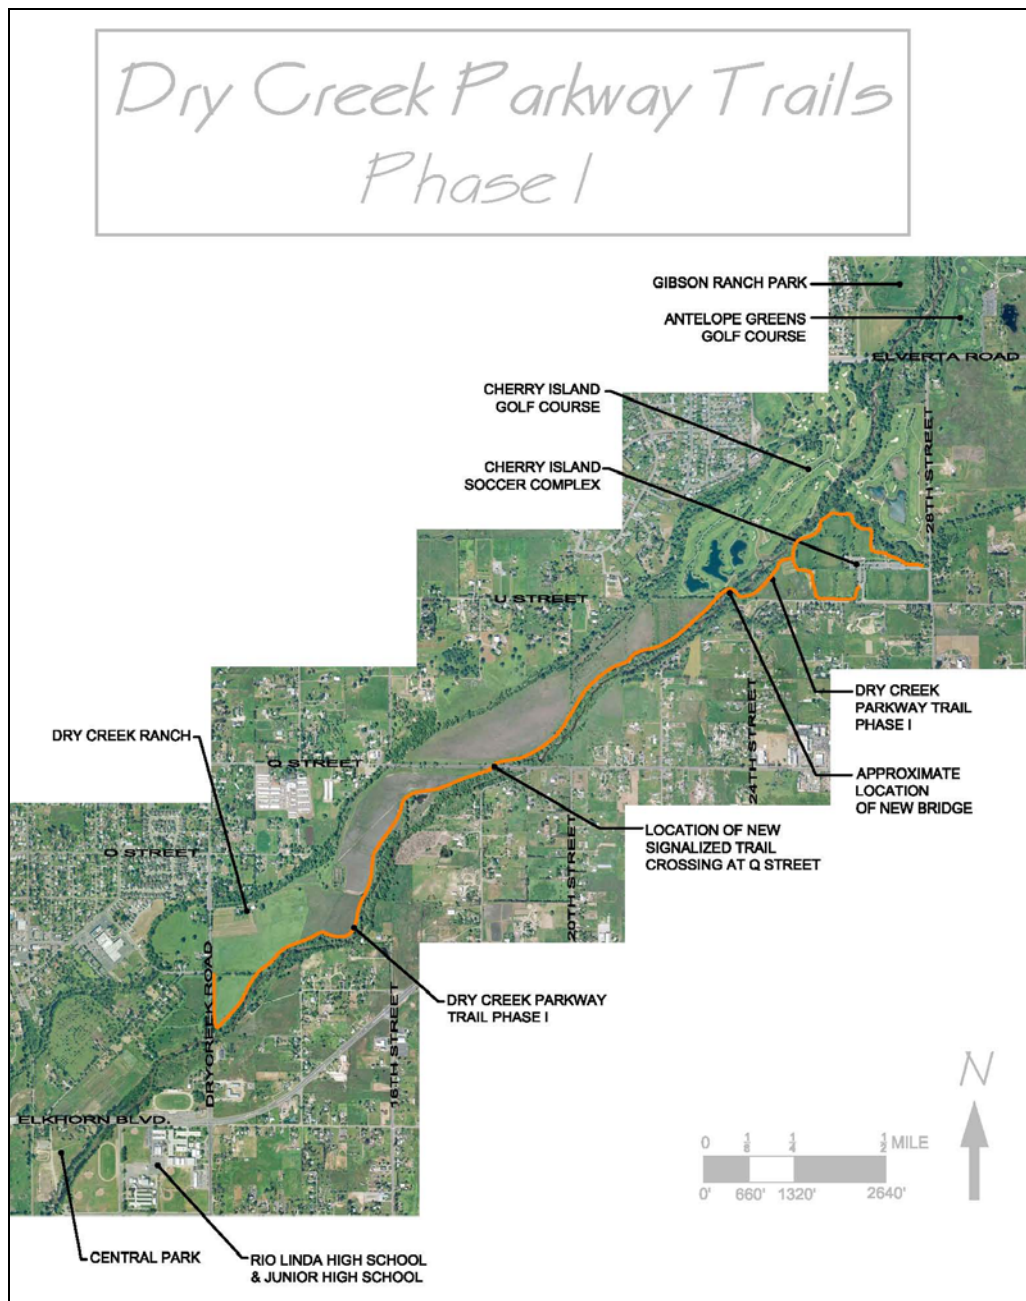 Dry Creek Parkway Trails
Phase I
GIBSON RANCH PARK
ANTELOPE GREENS
GOLF COURSE
ELVERTA ROAD
CHERRY ISLAND
GOLF COURSE
28TH STREET
CHERRY ISLAND
SOCCER COMPLEX
U STREET
DRY CREEK
PARKWAY TRAIL
PHASE I
24TH STREET
DRY CREEK RANCH
Q STREET
APPROXIMATE
LOCATION
OF NEW BRIDGE
LOCATION OF NEW
SIGNALIZED TRAIL
CROSSING AT Q STREET
20TH STREET
O STREET
DRY CREEK PARKWAY
TRAIL PHASE I
DRYCREEK ROAD
16TH STREET
ELKHORN BLVD.
N
0 1/8 1/4 1/2 MILE
0' 660' 1320' 2640'
CENTRAL PARK
RIO LINDA HIGH SCHOOL
& JUNIOR HIGH SCHOOL